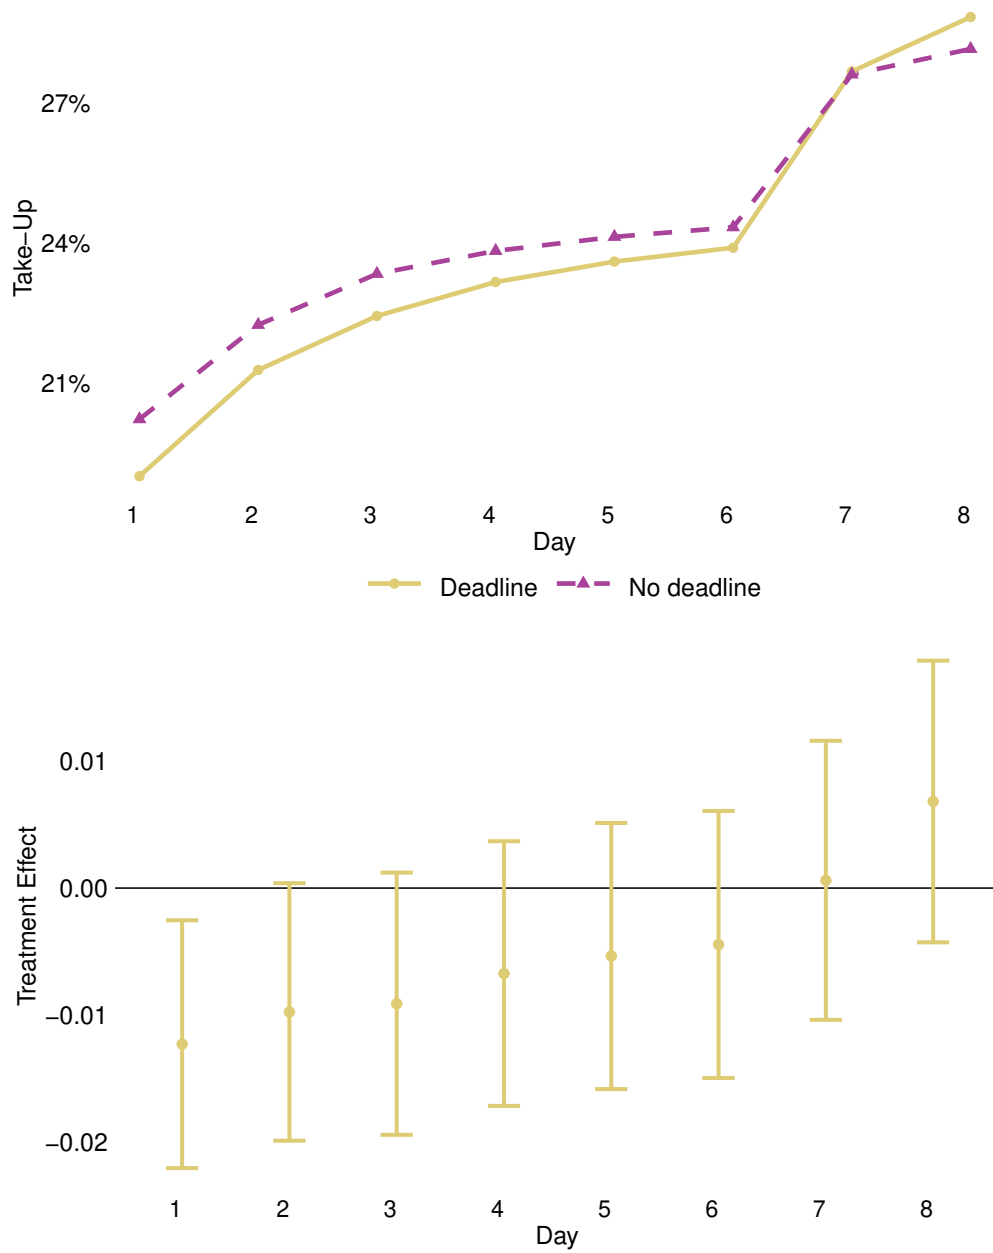 27%
24%
21%
Take−Up
1 2 3 4 5 6 7 8
Day
Deadline No deadline
0.01
0.00
−0.01
−0.02
Treatment Effect
1 2 3 4 5 6 7 8
Day